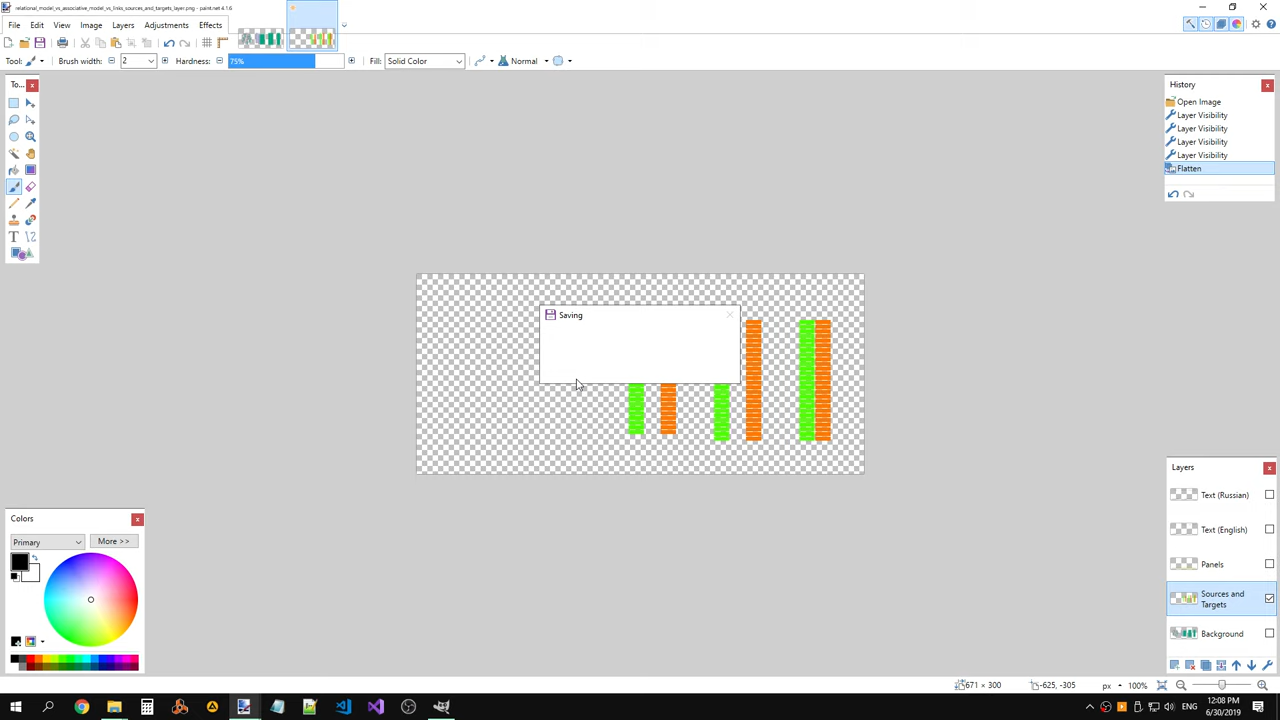 relational_model_vs_associative_model_vs_links_sources_and_targets_layer.png - paint.net 4.1.6
File Edit View Image Layers Adjustments Effects
Tool: Brush width: 2 Hardness: 75% Fill: Solid Color Normal
To...
History
Open Image
Layer Visibility
Layer Visibility
Layer Visibility
Layer Visibility
Flatten
Saving
Layers
Text (Russian)
Text (English)
Panels
Sources and
Targets
Background
Colors
Primary
More >>
671 × 300
-625, -305
px
100%
ENG
12:08 PM
6/30/2019